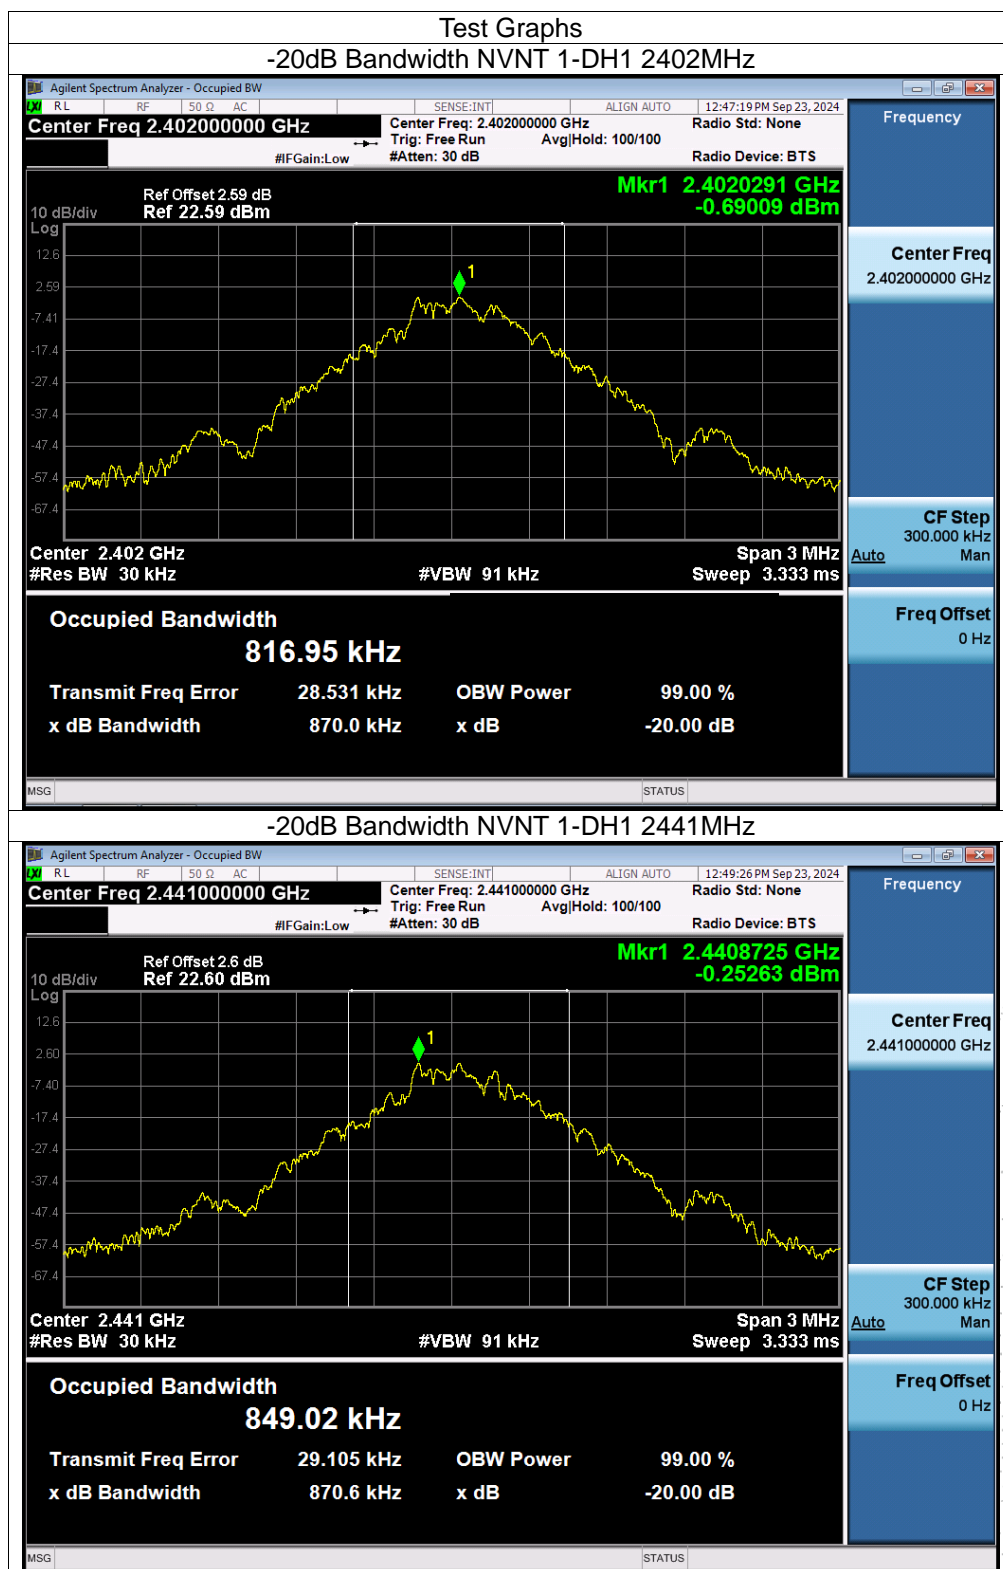 Test Graphs
-20dB Bandwidth NVNT 1-DH1 2402MHz
Agilent Spectrum Analyzer - Occupied BW
LXI RL RF 50 Ω AC SENSE:INT ALIGN AUTO 12:47:19 PM Sep 23, 2024
Center Freq 2.402000000 GHz
Center Freq: 2.402000000 GHz
Radio Std: None
Trig: Free Run Avg|Hold: 100/100
#IFGain:Low
#Atten: 30 dB
Radio Device: BTS
Frequency
Mkr1 2.4020291 GHz
-0.69009 dBm
Ref Offset 2.59 dB
10 dB/div Ref 22.59 dBm
Log
12.6
2.59
-7.41
-17.4
-27.4
-37.4
-47.4
-57.4
-67.4
1
Center Freq
2.402000000 GHz
Center 2.402 GHz
Span 3 MHz
#Res BW 30 kHz
#VBW 91 kHz
Sweep 3.333 ms
CF Step
300.000 kHz
Auto Man
Freq Offset
0 Hz
Occupied Bandwidth
816.95 kHz
Transmit Freq Error 28.531 kHz OBW Power 99.00 %
x dB Bandwidth 870.0 kHz x dB -20.00 dB
MSG STATUS
-20dB Bandwidth NVNT 1-DH1 2441MHz
Agilent Spectrum Analyzer - Occupied BW
LXI RL RF 50 Ω AC SENSE:INT ALIGN AUTO 12:49:26 PM Sep 23, 2024
Center Freq 2.441000000 GHz
Center Freq: 2.441000000 GHz
Radio Std: None
Trig: Free Run Avg|Hold: 100/100
#IFGain:Low
#Atten: 30 dB
Radio Device: BTS
Frequency
Mkr1 2.4408725 GHz
-0.25263 dBm
Ref Offset 2.6 dB
10 dB/div Ref 22.60 dBm
Log
12.6
2.60
-7.40
-17.4
-27.4
-37.4
-47.4
-57.4
-67.4
1
Center Freq
2.441000000 GHz
Center 2.441 GHz
Span 3 MHz
#Res BW 30 kHz
#VBW 91 kHz
Sweep 3.333 ms
CF Step
300.000 kHz
Auto Man
Freq Offset
0 Hz
Occupied Bandwidth
849.02 kHz
Transmit Freq Error 29.105 kHz OBW Power 99.00 %
x dB Bandwidth 870.6 kHz x dB -20.00 dB
MSG STATUS